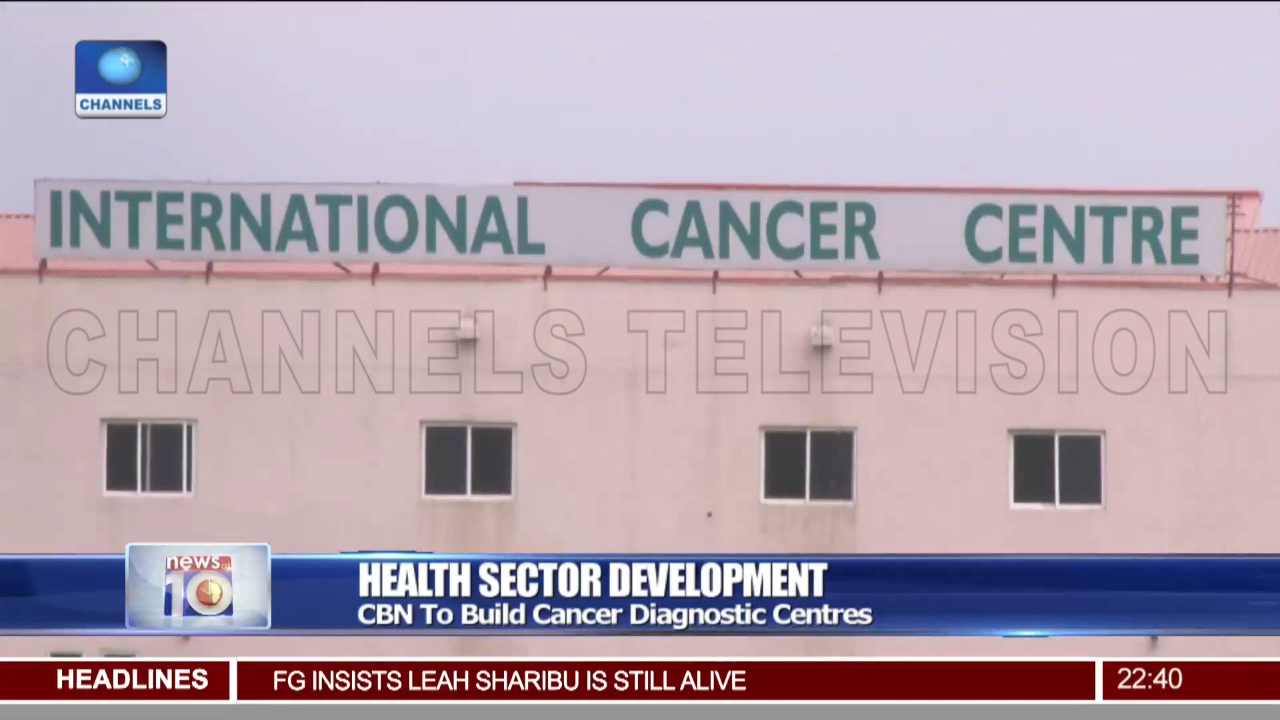 CHANNELS
INTERNATIONAL CANCER CENTRE
CHANNELS TELEVISION
news at
10
HEALTH SECTOR DEVELOPMENT
CBN To Build Cancer Diagnostic Centres
HEADLINES
FG INSISTS LEAH SHARIBU IS STILL ALIVE
22:40